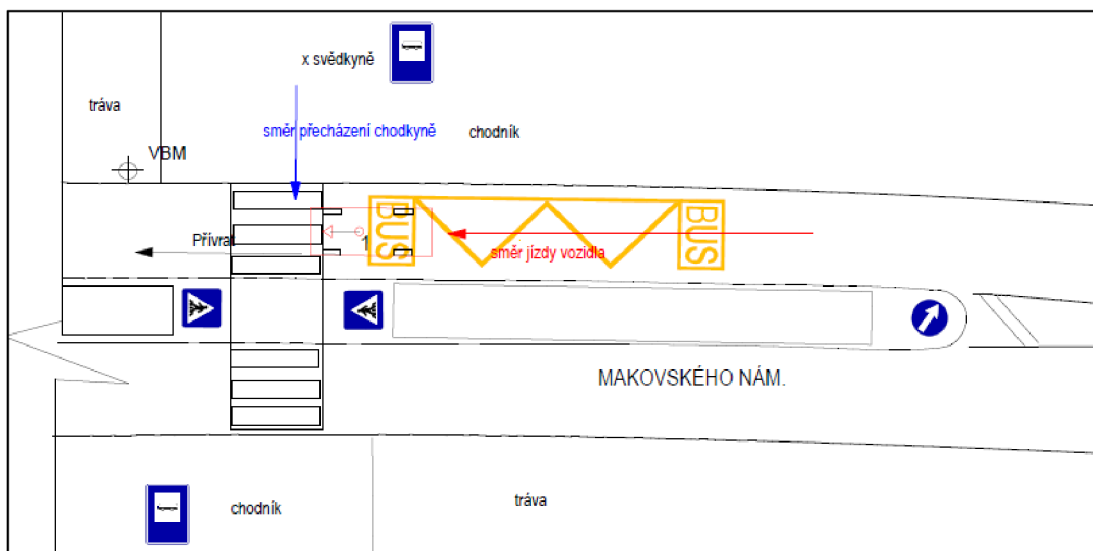 x svědkyně
tráva
směr přecházení chodkyně
chodník
VBM
BUS
BUS
Přívrat
1
směr jízdy vozidla
MAKOVSKÉHO NÁM.
chodník
tráva